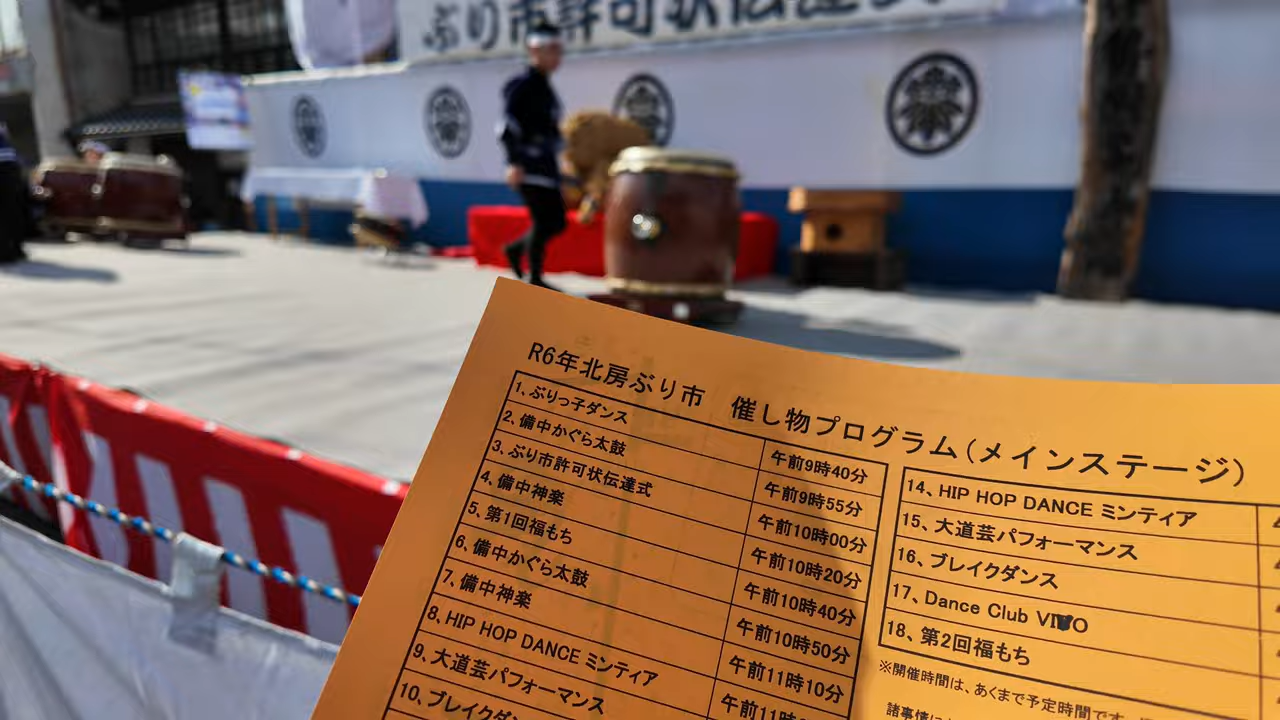 ぶり市許可状伝達式
R6年北房ぶり市 催し物プログラム(メインステージ)
1、ぶりっ子ダンス
午前9時40分
2、備中かぐら太鼓
午前9時55分
3、ぶり市許可状伝達式
午前10時00分
4、備中神楽
午前10時20分
5、第1回福もち
午前10時40分
6、備中かぐら太鼓
午前10時50分
7、備中神楽
午前11時10分
8、HIP HOP DANCE ミンティア
午前11
9、大道芸パフォーマンス
10、ブレイクダ
14、HIP HOP DANCE ミンティア
15、大道芸パフォーマンス
16、ブレイクダンス
17、Dance Club VIVO
18、第2回福もち
※開催時間は、あくまで予定時間です。
諸事情に